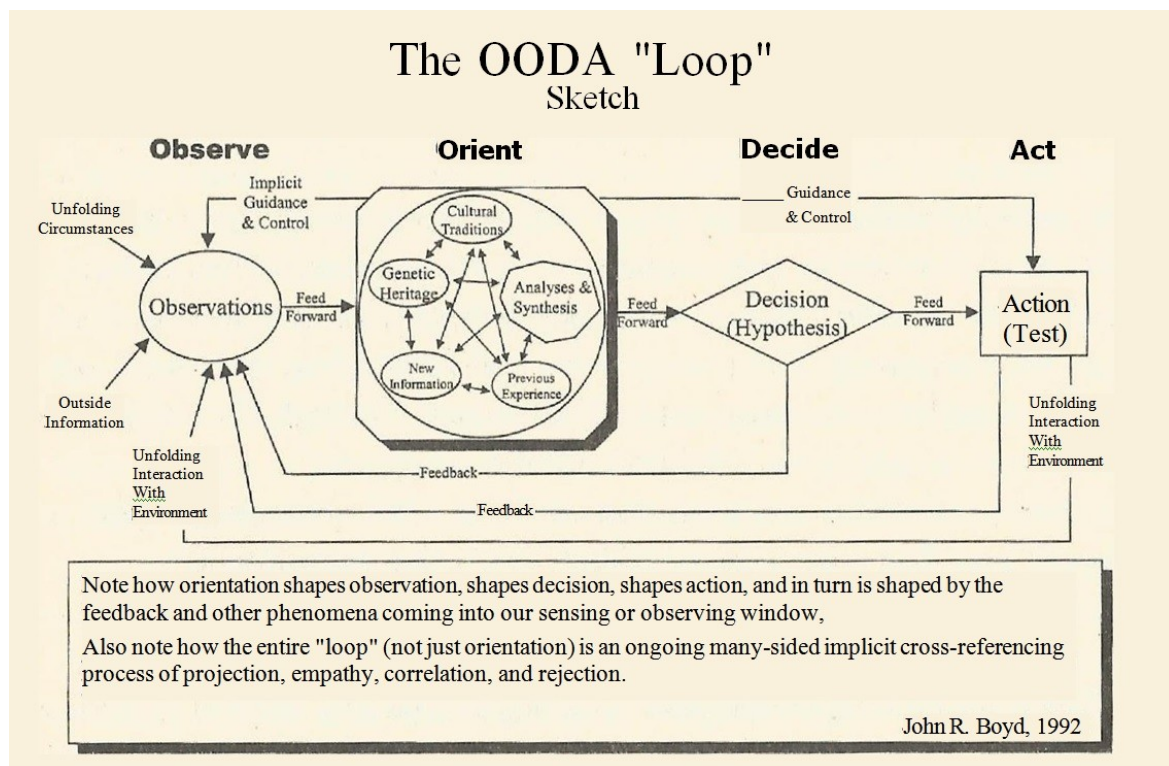 The OODA "Loop"
Sketch
Observe
Orient
Decide
Act
Implicit
Guidance
& Control
Guidance
& Control
Unfolding
Circumstances
Cultural
Traditions
Genetic
Heritage
Analyses &
Synthesis
New
Information
Previous
Experience
Observations
Feed
Forward
Feed
Forward
Decision
(Hypothesis)
Feed
Forward
Action
(Test)
Outside
Information
Unfolding
Interaction
With
Environment
Unfolding
Interaction
With
Environment
Feedback
Feedback
Note how orientation shapes observation, shapes decision, shapes action, and in turn is shaped by the
feedback and other phenomena coming into our sensing or observing window,
Also note how the entire "loop" (not just orientation) is an ongoing many-sided implicit cross-referencing
process of projection, empathy, correlation, and rejection.
John R. Boyd, 1992